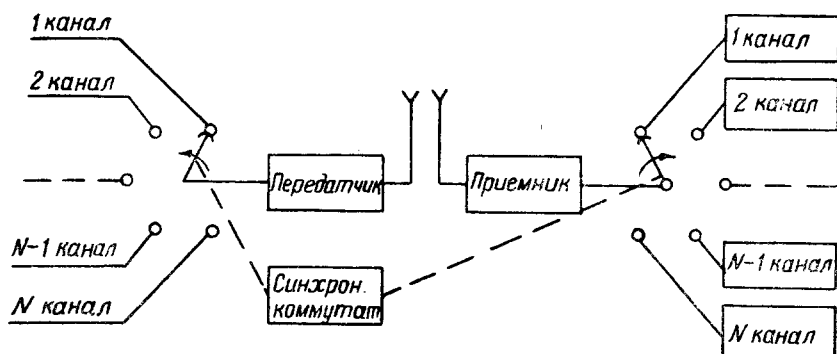 1 канал
2 канал
N-1 канал
N канал
Передатчик
Синхрон.
коммутат
Приемник
1 канал
2 канал
N-1 канал
N канал